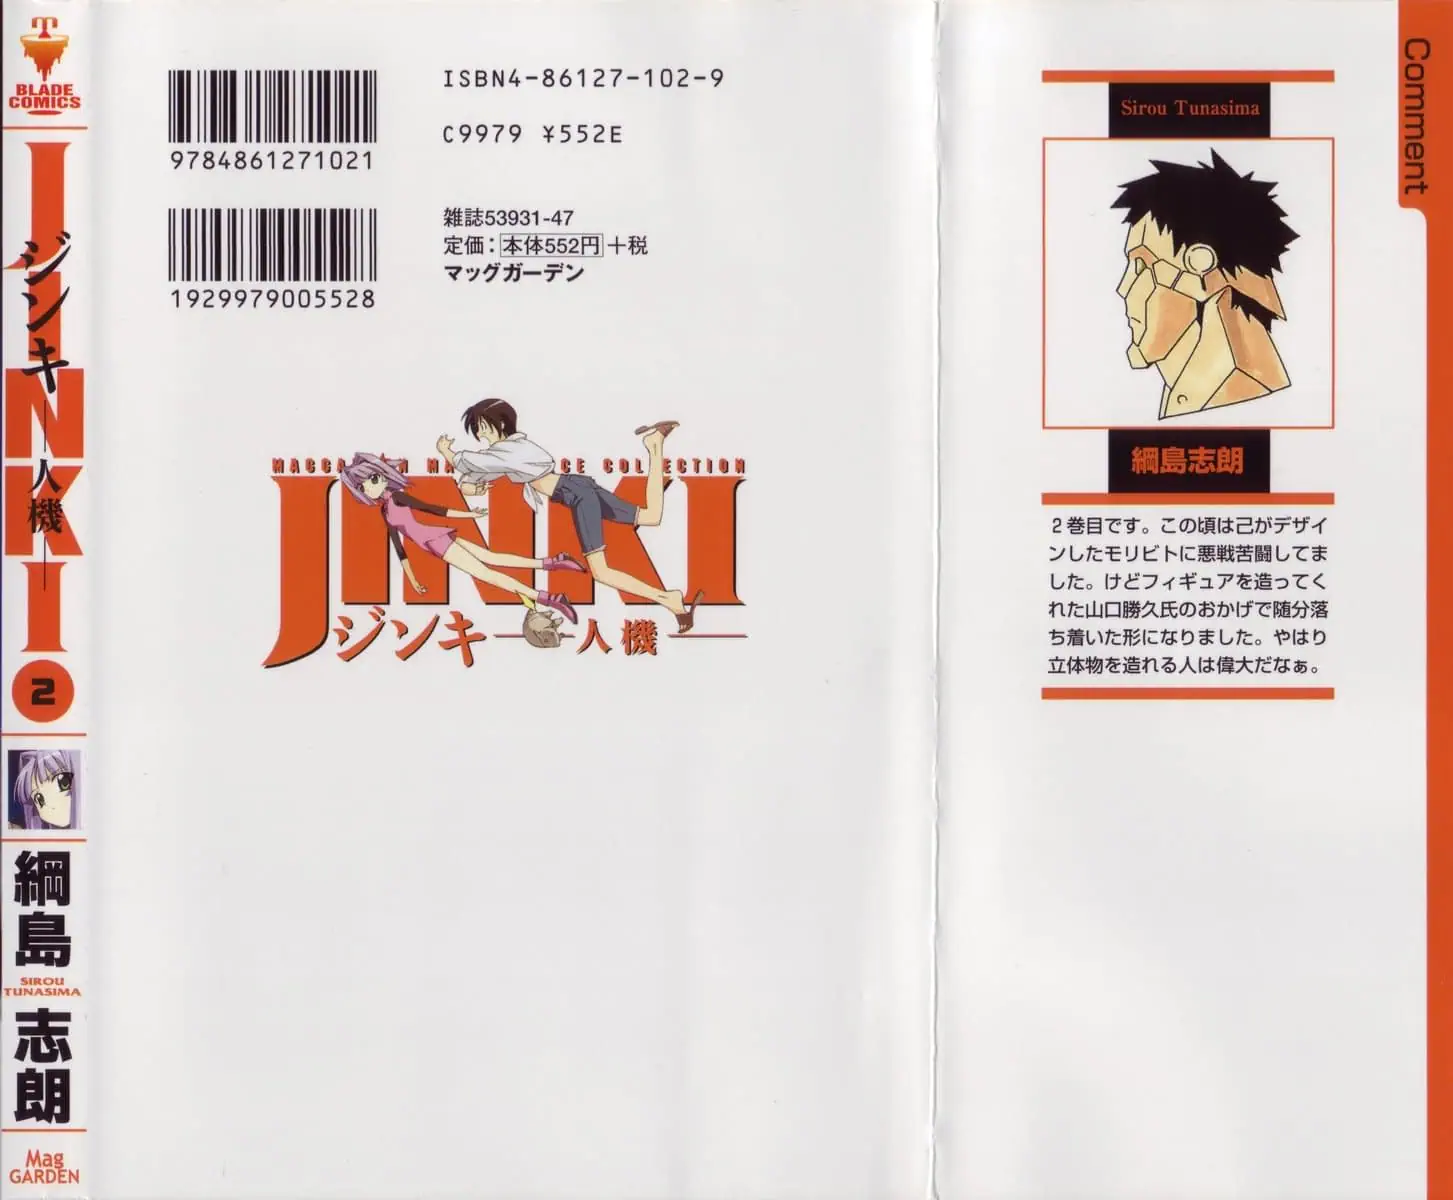 BLADE
COMICS
JINKI
ジンキ
人機
2
綱島
SIROU
TUNASIMA
志朗
Mag
GARDEN
ISBN4-86127-102-9
C9979 ¥552E
9784861271021
雑誌53931-47
定価：本体552円+税
マッグガーデン
1929979005528
COLLECTION
JINKI
ジンキ
人機
Comment
Sirou Tunasima
綱島志朗
２巻目です。この頃は己がデザイ
ンしたモリビトに悪戦苦闘してま
した。けどフィギュアを造ってく
れた山口勝久氏のおかげで随分落
ち着いた形になりました。やはり
立体物を造れる人は偉大だなぁ。